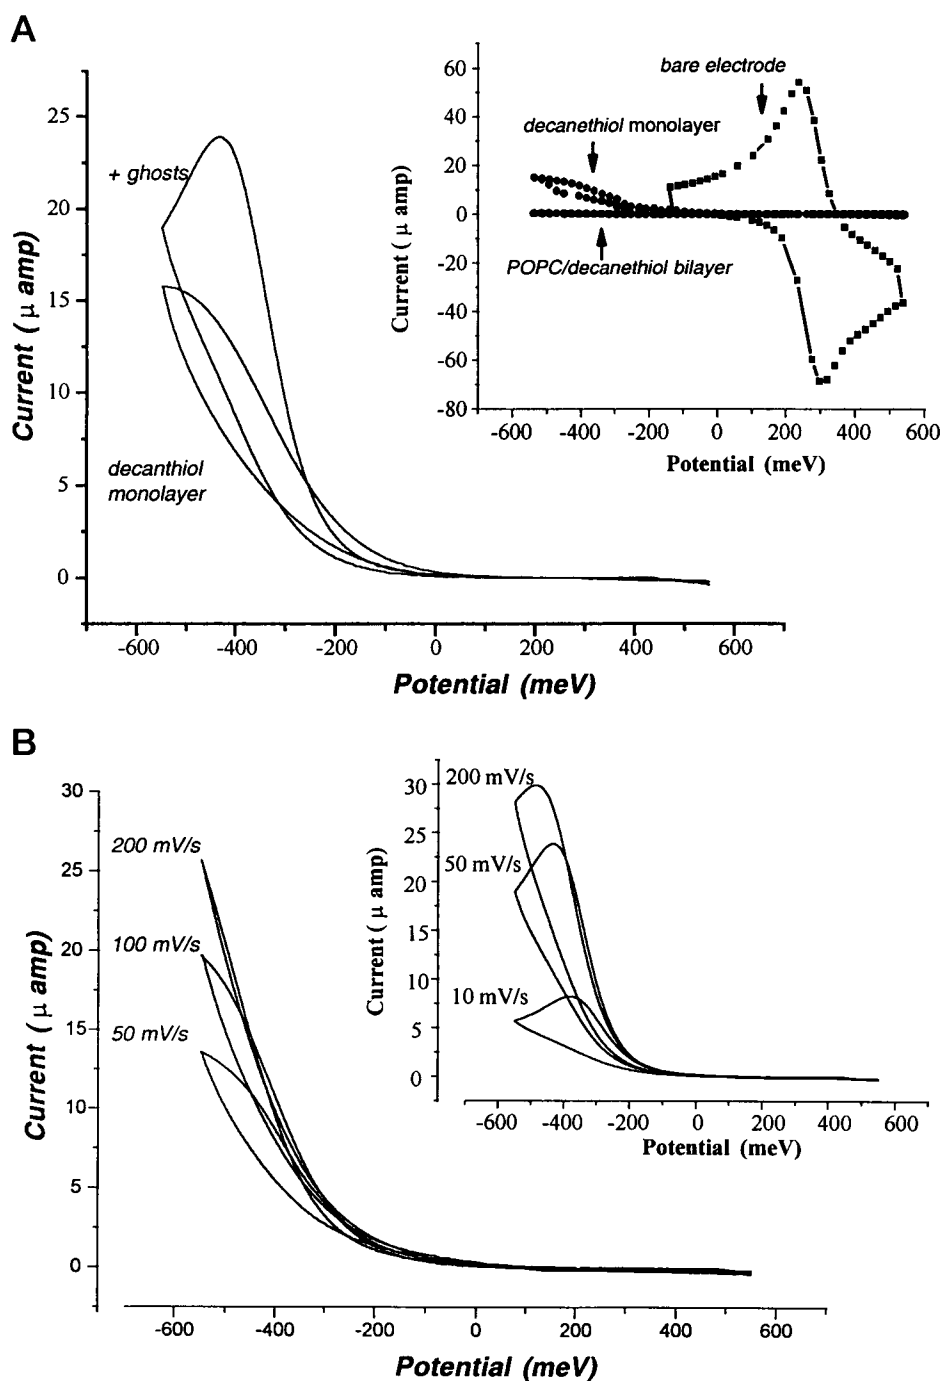 A
25
20
15
10
5
0
-600
-400
-200
0
200
400
600
Current ( μ amp)
Potential (meV)
+ ghosts
decanthiol
monolayer
60
40
20
0
-20
-40
-60
-80
-600
-400
-200
0
200
400
600
Current ( μ amp)
Potential (meV)
bare electrode
decanethiol monolayer
POPC/decanethiol bilayer
B
30
25
20
15
10
5
0
-600
-400
-200
0
200
400
600
Current ( μ amp)
Potential (meV)
200 mV/s
100 mV/s
50 mV/s
30
25
20
15
10
5
0
-600
-400
-200
0
200
400
600
Current ( μ amp)
Potential (meV)
200 mV/s
50 mV/s
10 mV/s